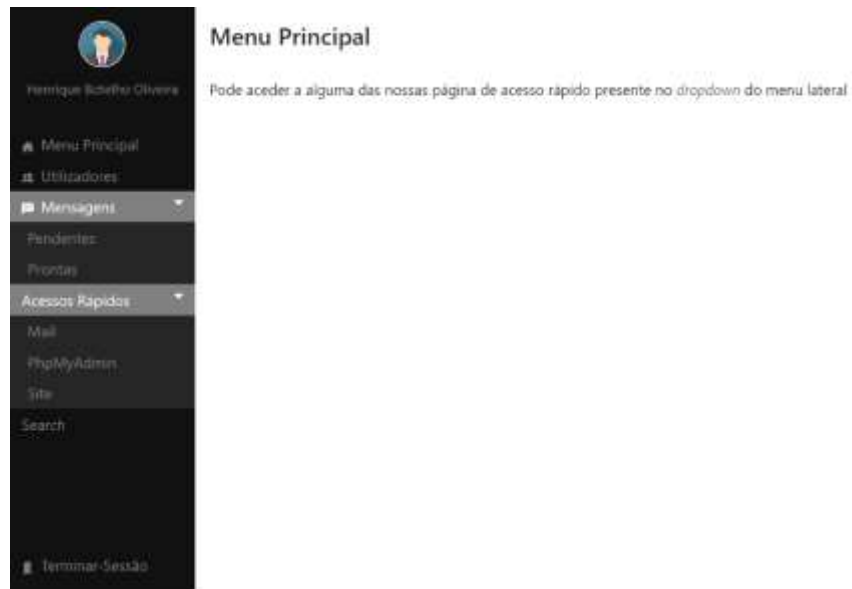 Henrique Botelho Oliveira
Menu Principal
Utilizadores
Mensagens
Pendentes
Prontas
Acessos Rápidos
Mail
PhpMyAdmin
Site
Search
Terminar-Sessão
Menu Principal
Pode aceder a alguma das nossas página de acesso rápido presente no dropdown do menu lateral